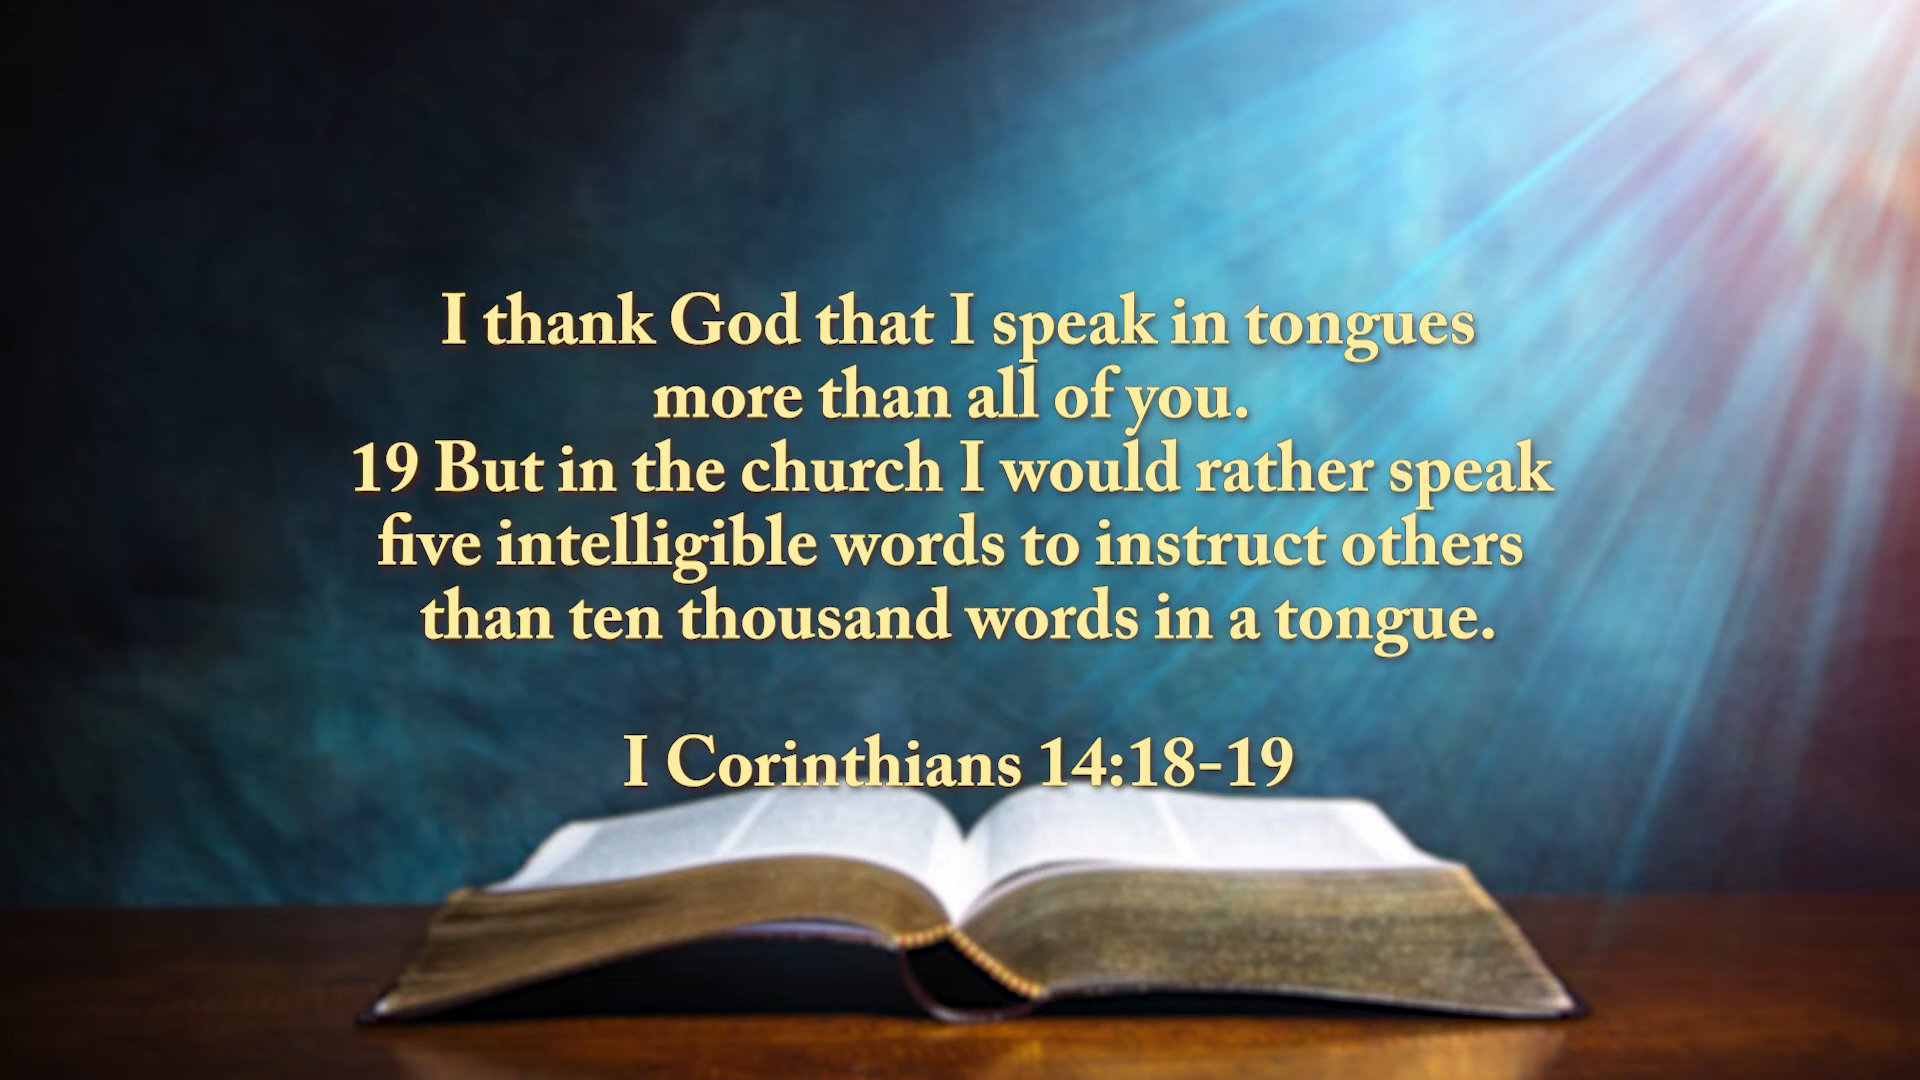 I thank God that I speak in tongues
more than all of you.
19 But in the church I would rather speak
five intelligible words to instruct others
than ten thousand words in a tongue.
I Corinthians 14:18-19